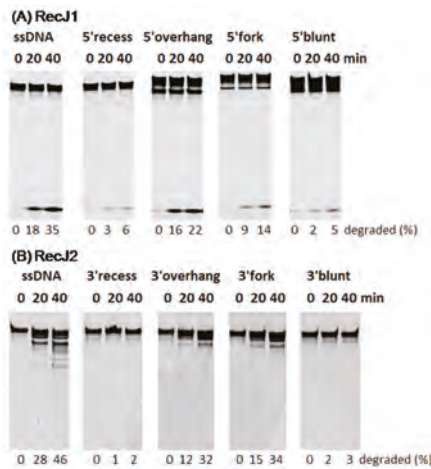 (A) RecJ1
ssDNA 5'recess 5'overhang 5'fork 5'blunt
0 20 40 0 20 40 0 20 40 0 20 40 0 20 40 min
0 18 35 0 3 6 0 16 22 0 9 14 0 2 5 degraded (%)
(B) RecJ2
ssDNA 3'recess 3'overhang 3'fork 3'blunt
0 20 40 0 20 40 0 20 40 0 20 40 0 20 40 min
0 28 46 0 1 2 0 12 32 0 15 34 0 2 3 degraded (%)